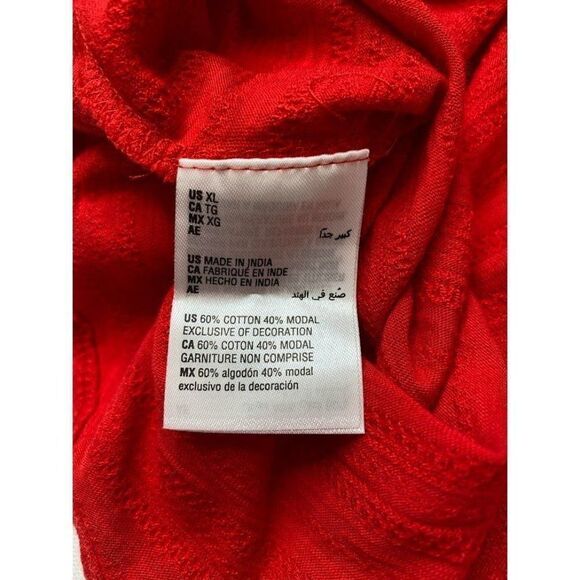 US XL
CA TG
MX XG
AE كبير جدًا
US MADE IN INDIA
CA FABRIQUÉ EN INDE
MX HECHO EN INDIA
AE صُنع في الهند
US 60% COTTON 40% MODAL
EXCLUSIVE OF DECORATION
CA 60% COTON 40% MODAL
GARNITURE NON COMPRISE
MX 60% algodón 40% modal
exclusivo de la decoración